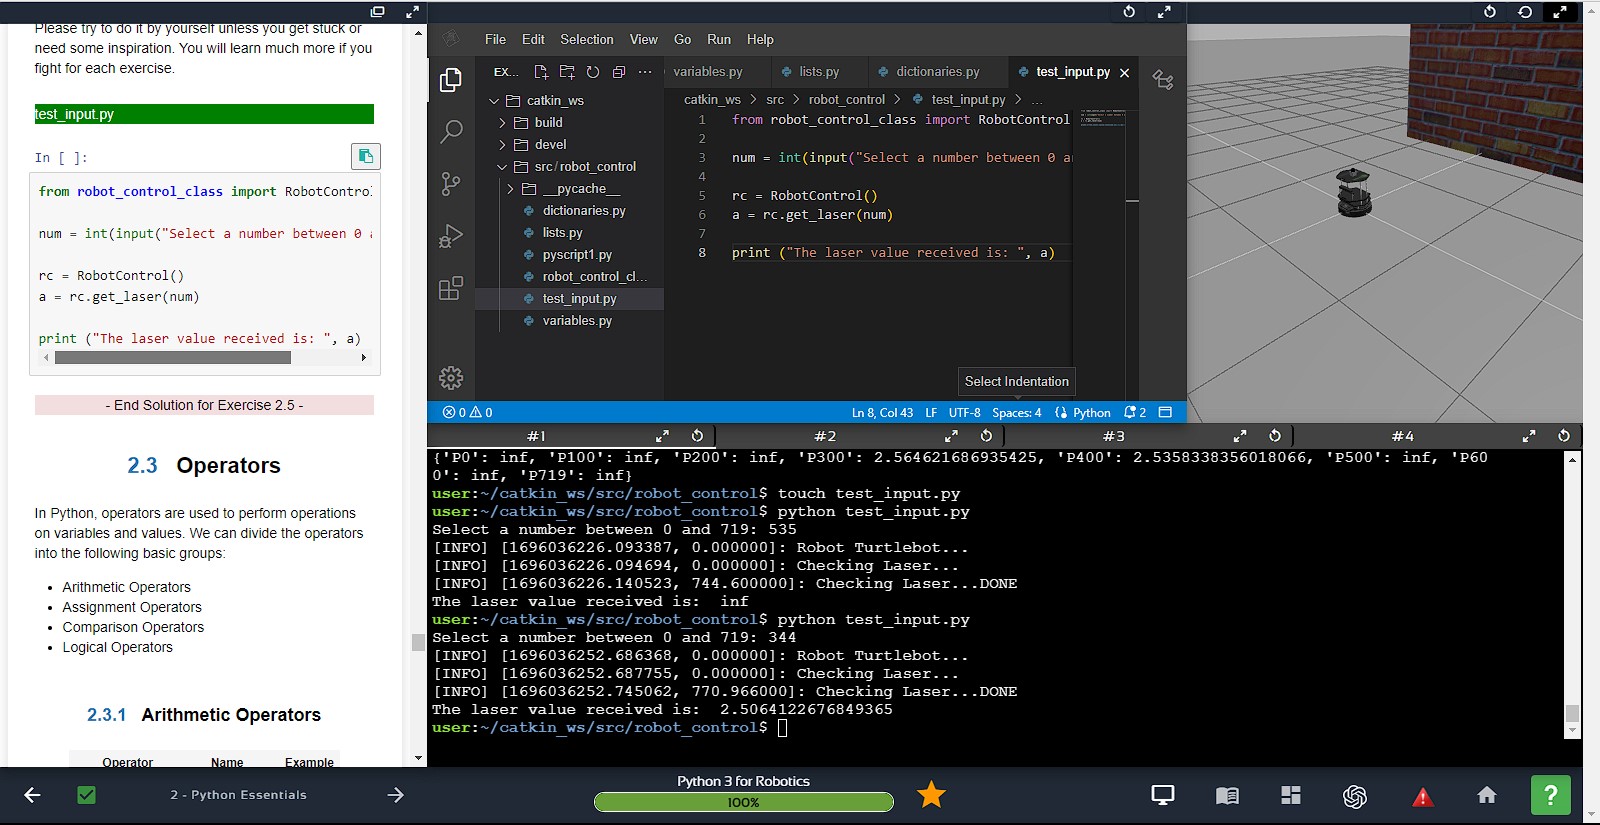 Please try to do it by yourself unless you get stuck or
need some inspiration. You will learn much more if you
fight for each exercise.
test_input.py
In [ ]:
from robot_control_class import RobotControl
num = int(input("Select a number between 0 a
rc = RobotControl()
a = rc.get_laser(num)
print ("The laser value received is: ", a)
- End Solution for Exercise 2.5 -
2.3 Operators
In Python, operators are used to perform operations
on variables and values. We can divide the operators
into the following basic groups:
• Arithmetic Operators
• Assignment Operators
• Comparison Operators
• Logical Operators
2.3.1 Arithmetic Operators
Operator Name Example
File Edit Selection View Go Run Help
EX... variables.py lists.py dictionaries.py test_input.py
catkin_ws
build
devel
src/robot_control
__pycache__
dictionaries.py
lists.py
pyscript1.py
robot_control_cl...
test_input.py
variables.py
catkin_ws > src > robot_control > test_input.py > ...
1 from robot_control_class import RobotControl
2
3 num = int(input("Select a number between 0 a
4
5 rc = RobotControl()
6 a = rc.get_laser(num)
7
8 print ("The laser value received is: ", a)
Select Indentation
0 0 Ln 8, Col 43 LF UTF-8 Spaces: 4 Python 2
#1 #2 #3 #4
{'P0': inf, 'P100': inf, 'P200': inf, 'P300': 2.564621686935425, 'P400': 2.5358338356018066, 'P500': inf, 'P60
0': inf, 'P719': inf}
user:~/catkin_ws/src/robot_control$ touch test_input.py
user:~/catkin_ws/src/robot_control$ python test_input.py
Select a number between 0 and 719: 535
[INFO] [1696036226.093387, 0.000000]: Robot Turtlebot...
[INFO] [1696036226.094694, 0.000000]: Checking Laser...
[INFO] [1696036226.140523, 744.600000]: Checking Laser...DONE
The laser value received is:  inf
user:~/catkin_ws/src/robot_control$ python test_input.py
Select a number between 0 and 719: 344
[INFO] [1696036252.686368, 0.000000]: Robot Turtlebot...
[INFO] [1696036252.687755, 0.000000]: Checking Laser...
[INFO] [1696036252.745062, 770.966000]: Checking Laser...DONE
The laser value received is:  2.5064122676849365
user:~/catkin_ws/src/robot_control$
2 - Python Essentials
Python 3 for Robotics
100%
?